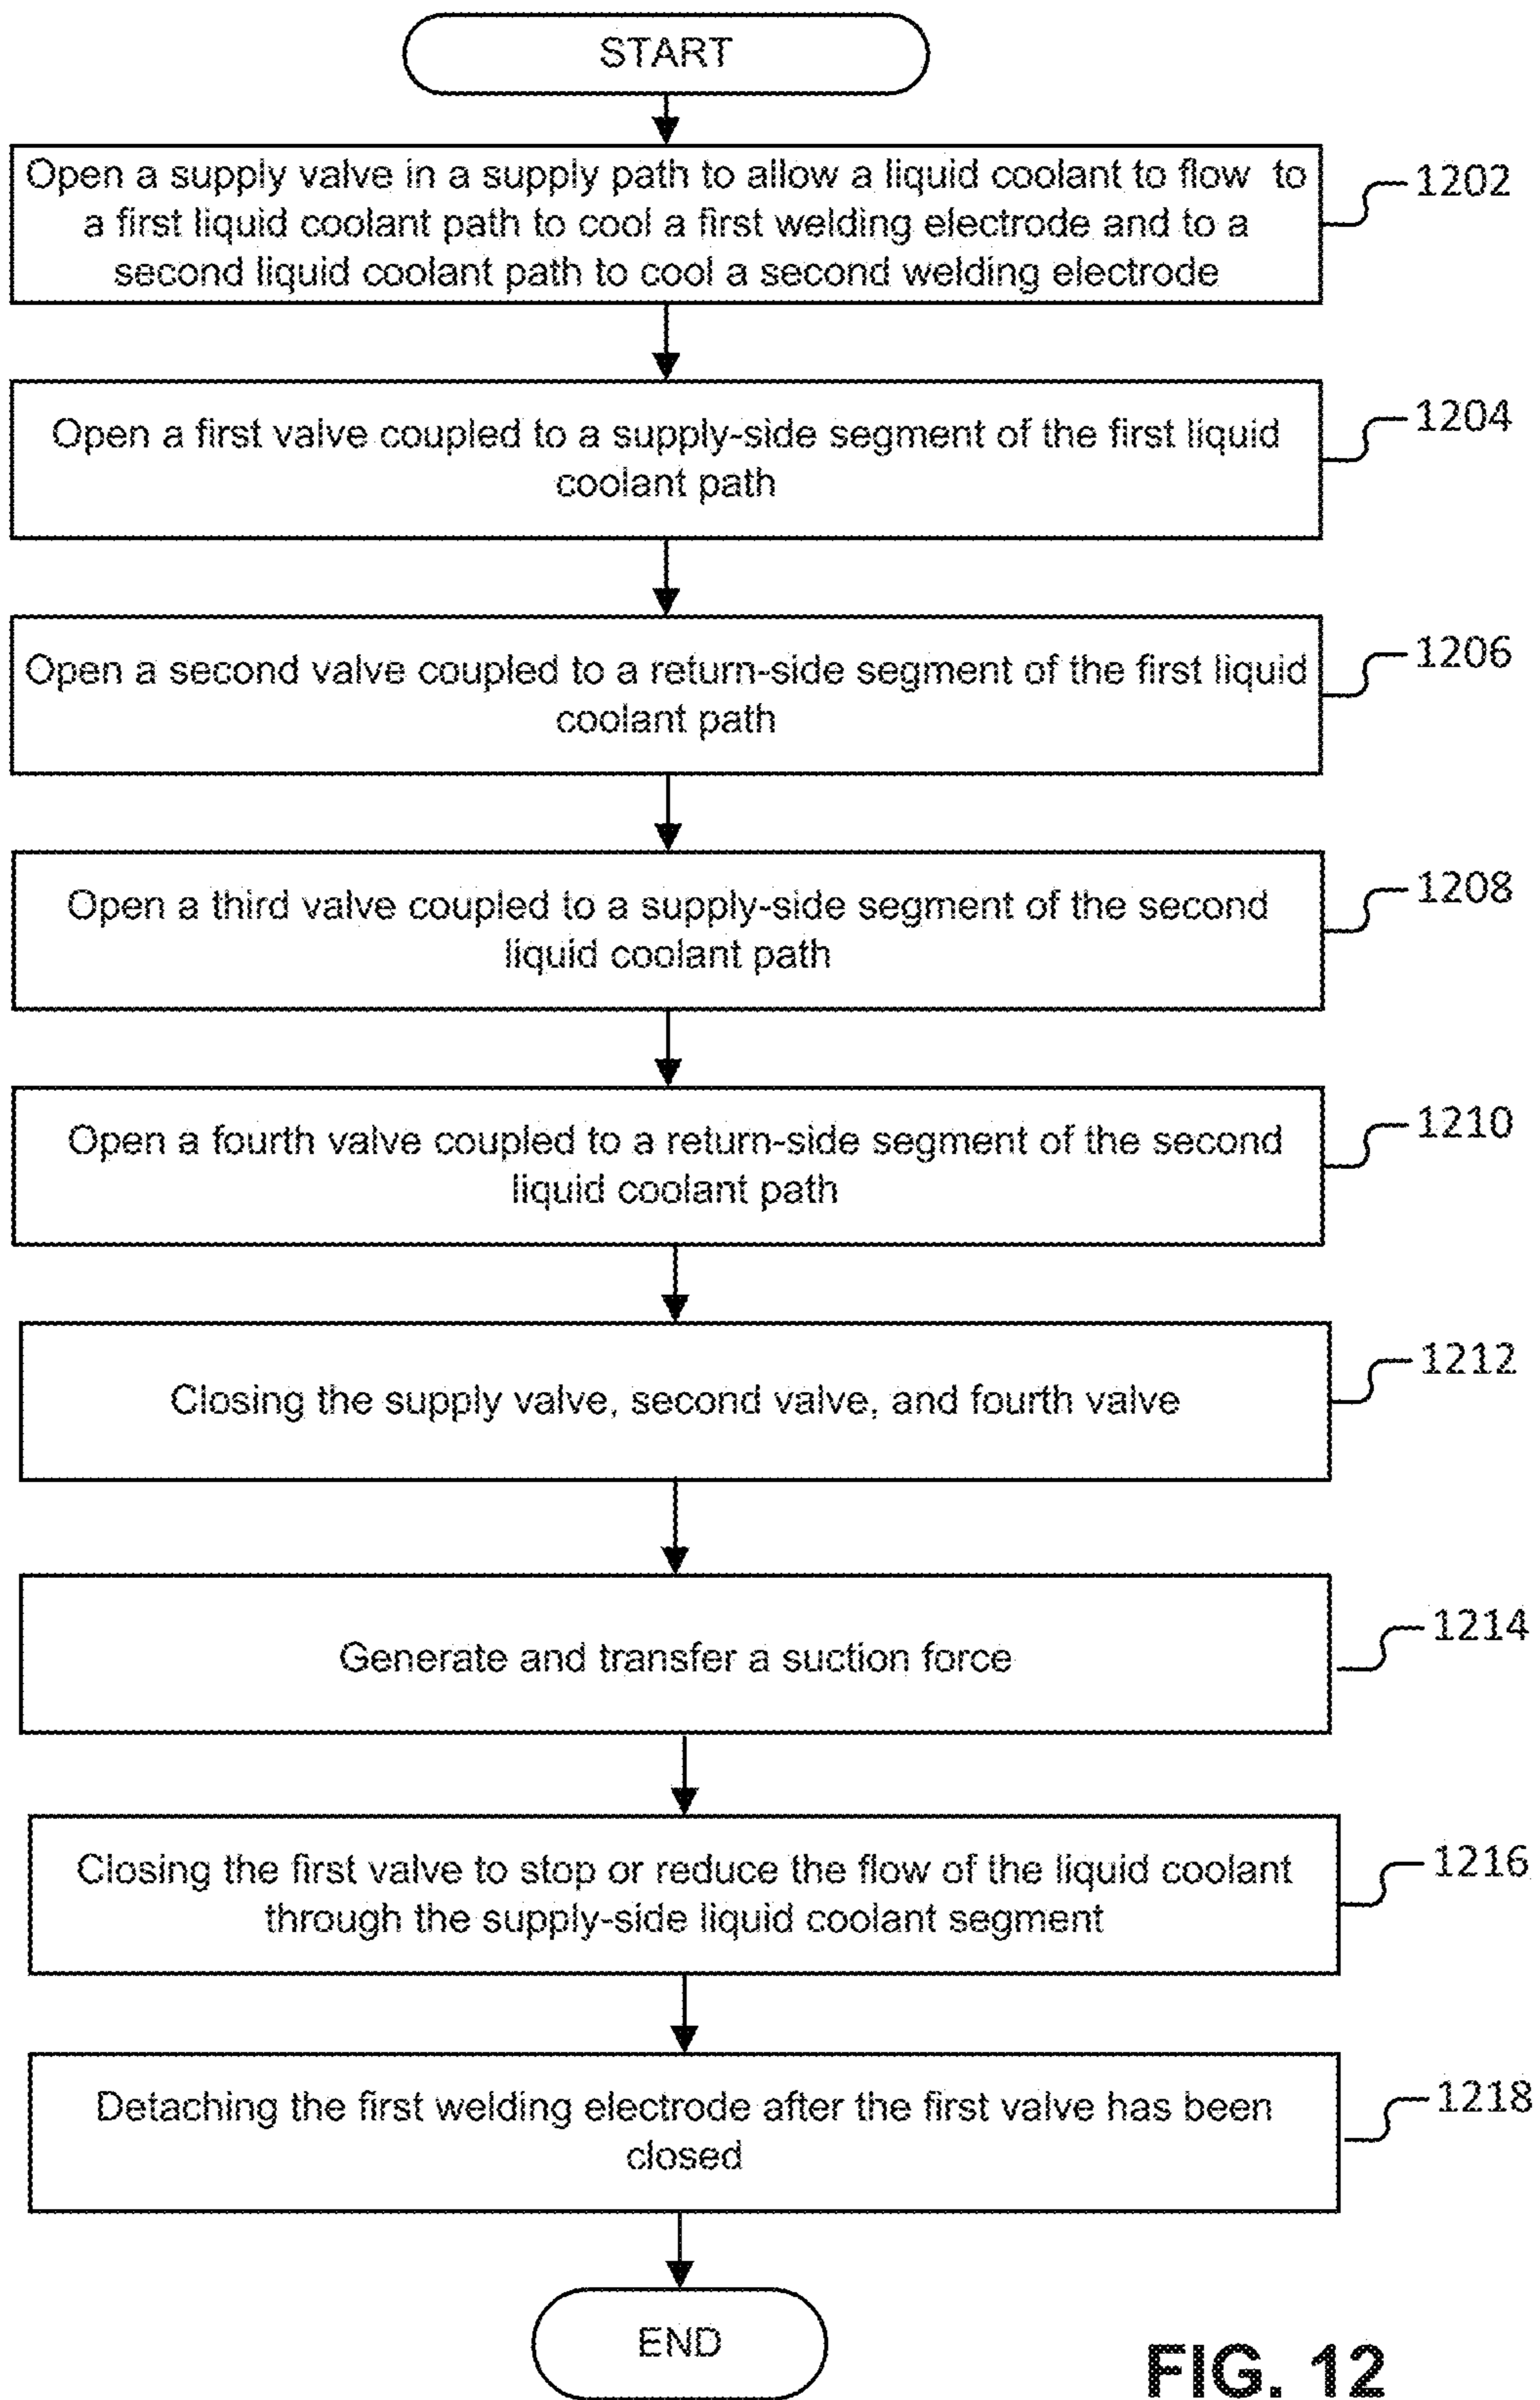 START
Open a supply valve in a supply path to allow a liquid coolant to flow to
a first liquid coolant path to cool a first welding electrode and to a
second liquid coolant path to cool a second welding electrode
1202
Open a first valve coupled to a supply-side segment of the first liquid
coolant path
1204
Open a second valve coupled to a return-side segment of the first liquid
coolant path
1206
Open a third valve coupled to a supply-side segment of the second
liquid coolant path
1208
Open a fourth valve coupled to a return-side segment of the second
liquid coolant path
1210
Closing the supply valve, second valve, and fourth valve
1212
Generate and transfer a suction force
1214
Closing the first valve to stop or reduce the flow of the liquid coolant
through the supply-side liquid coolant segment
1216
Detaching the first welding electrode after the first valve has been
closed
1218
END
FIG. 12